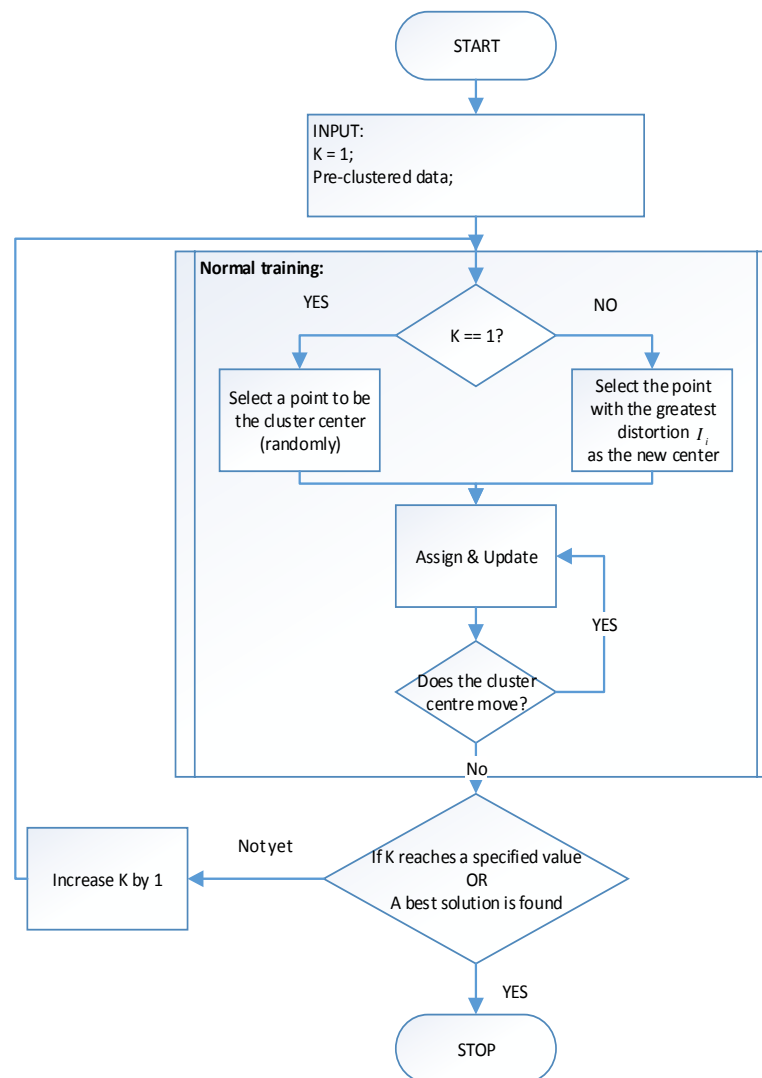 START
INPUT:
K = 1;
Pre-clustered data;
Normal training:
YES
NO
K == 1?
Select a point to be
the cluster center
(randomly)
Select the point
with the greatest
distortion I_i
as the new center
Assign & Update
YES
Does the cluster
centre move?
No
Not yet
If K reaches a specified value
OR
A best solution is found
Increase K by 1
YES
STOP